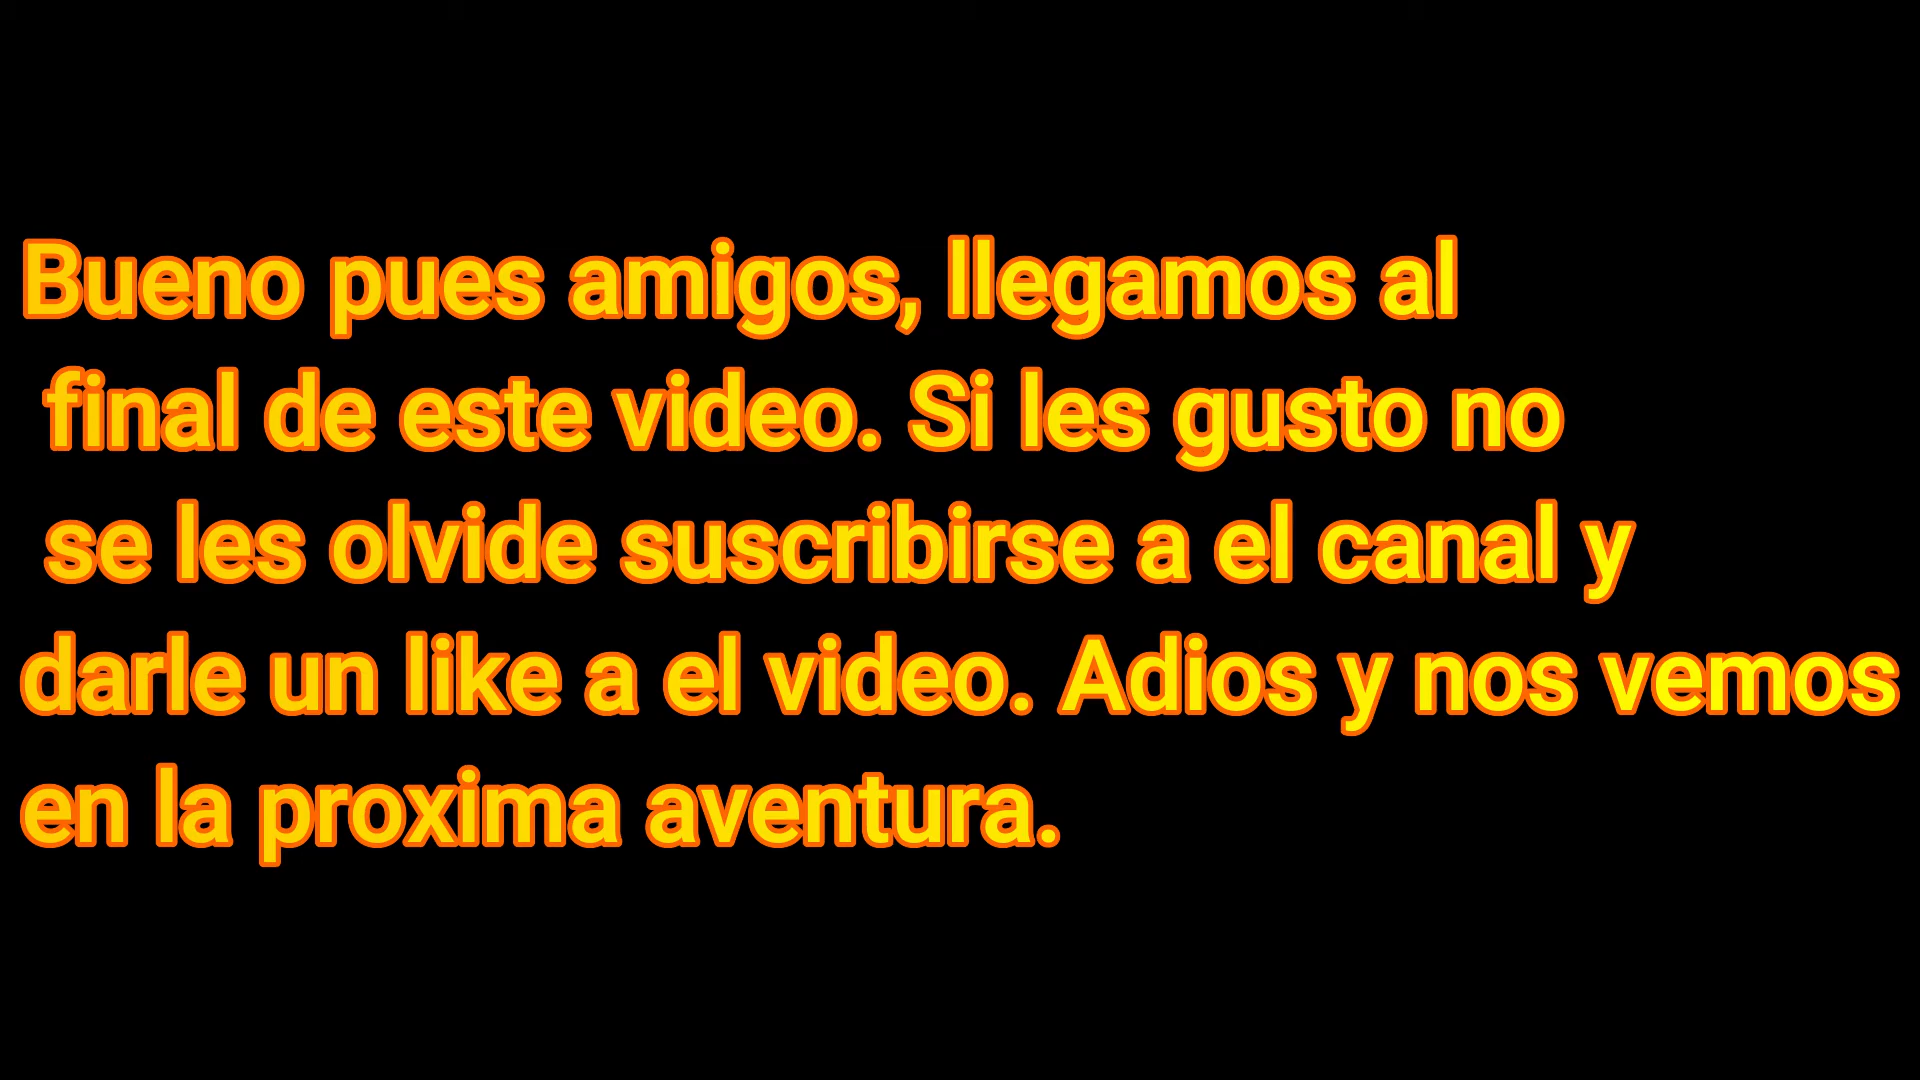 Bueno pues amigos, llegamos al
final de este video. Si les gusto no
se les olvide suscribirse a el canal y
darle un like a el video. Adios y nos vemos
en la proxima aventura.